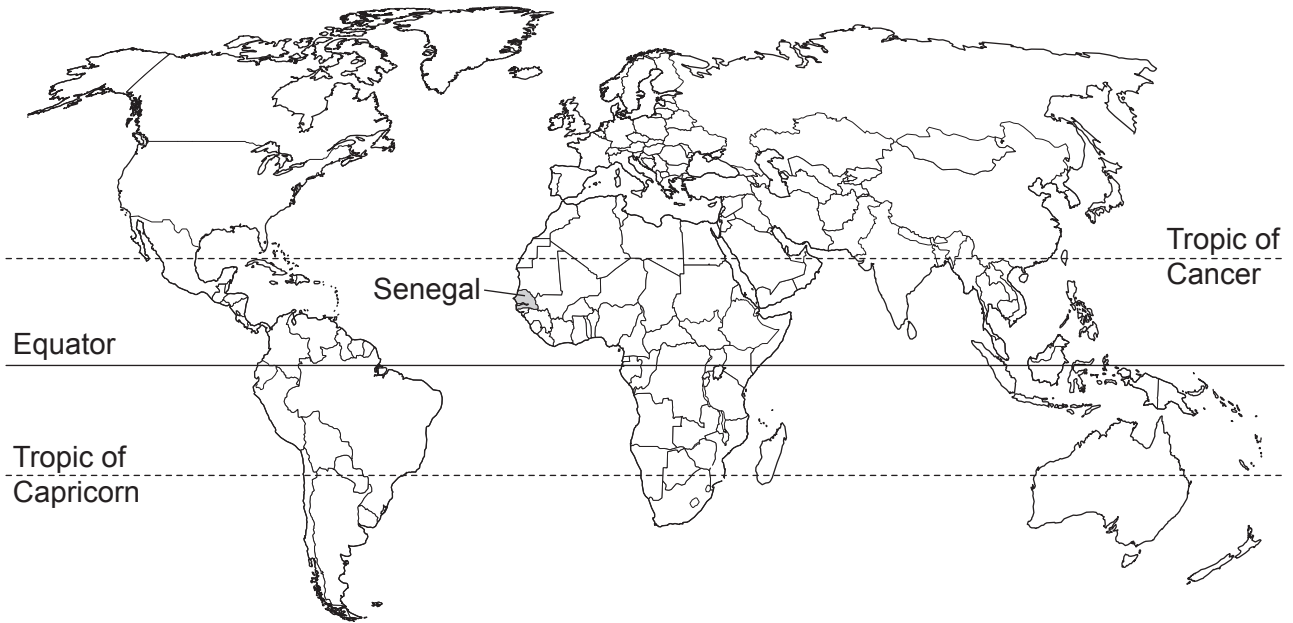 Tropic of
Cancer
Senegal
Equator
Tropic of
Capricorn